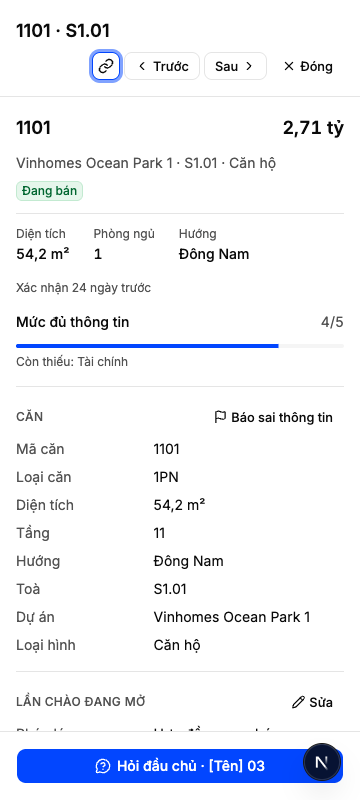 1101 · S1.01
Trước Sau Đóng
1101 2,71 tỷ
Vinhomes Ocean Park 1 · S1.01 · Căn hộ
Đang bán
Diện tích Phòng ngủ Hướng
54,2 m² 1 Đông Nam
Xác nhận 24 ngày trước
Mức đủ thông tin 4/5
Còn thiếu: Tài chính
CĂN Báo sai thông tin
Mã căn 1101
Loại căn 1PN
Diện tích 54,2 m²
Tầng 11
Hướng Đông Nam
Toà S1.01
Dự án Vinhomes Ocean Park 1
Loại hình Căn hộ
LẦN CHÀO ĐANG MỞ Sửa
Hỏi đầu chủ · [Tên] 03
N